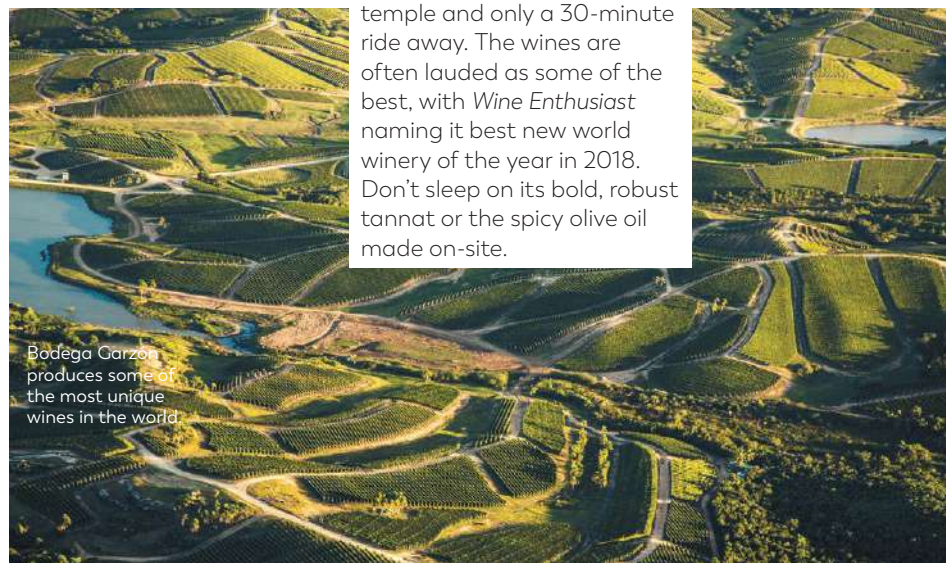 temple and only a 30-minute
ride away. The wines are
often lauded as some of the
best, with Wine Enthusiast
naming it best new world
winery of the year in 2018.
Don’t sleep on its bold, robust
tannat or the spicy olive oil
made on-site.
Bodega Garzón
produces some of
the most unique
wines in the world.